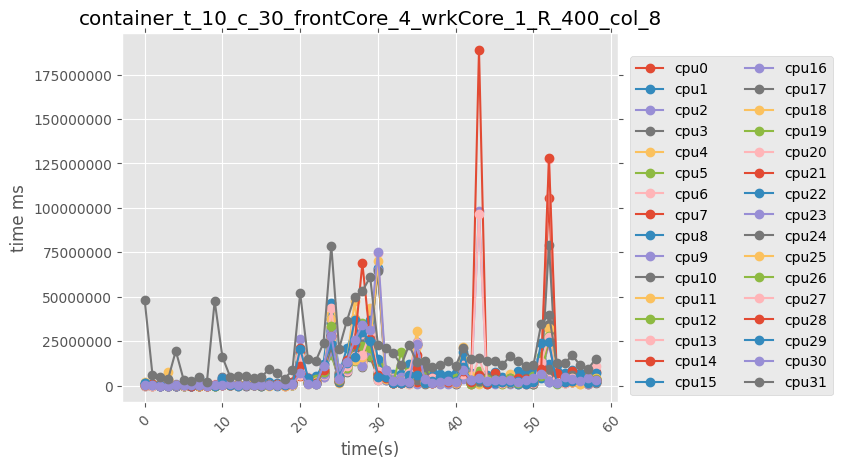 container_t_10_c_30_frontCore_4_wrkCore_1_R_400_col_8
time ms
175000000
150000000
125000000
100000000
75000000
50000000
25000000
0
0
10
20
30
40
50
60
time(s)
cpu0
cpu1
cpu2
cpu3
cpu4
cpu5
cpu6
cpu7
cpu8
cpu9
cpu10
cpu11
cpu12
cpu13
cpu14
cpu15
cpu16
cpu17
cpu18
cpu19
cpu20
cpu21
cpu22
cpu23
cpu24
cpu25
cpu26
cpu27
cpu28
cpu29
cpu30
cpu31